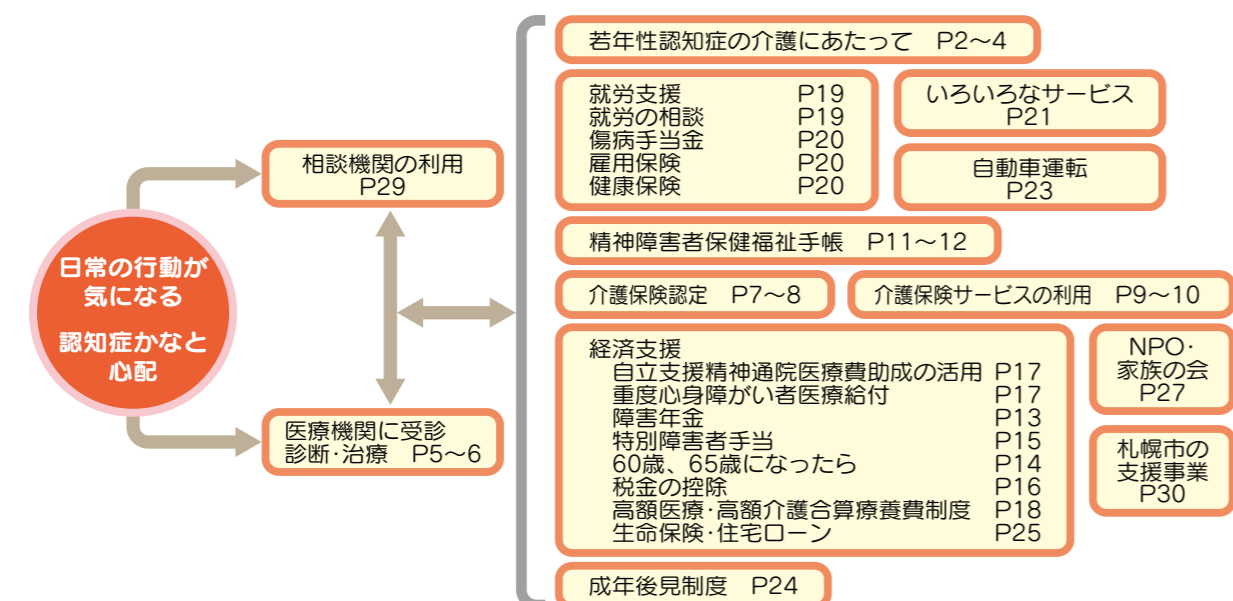 日常の行動が
気になる
認知症かなと
心配
相談機関の利用
P29
医療機関に受診
診断・治療 P5~6
若年性認知症の介護にあたって P2~4
就労支援 P19
就労の相談 P19
傷病手当金 P20
雇用保険 P20
健康保険 P20
いろいろなサービス
P21
自動車運転
P23
精神障害者保健福祉手帳 P11~12
介護保険認定 P7~8
介護保険サービスの利用 P9~10
経済支援
自立支援精神通院医療費助成の活用 P17
重度心身障がい者医療給付 P17
障害年金 P13
特別障害者手当 P15
60歳、65歳になったら P14
税金の控除 P16
高額医療・高額介護合算療養費制度 P18
生命保険・住宅ローン P25
NPO・
家族の会
P27
札幌市の
支援事業
P30
成年後見制度 P24